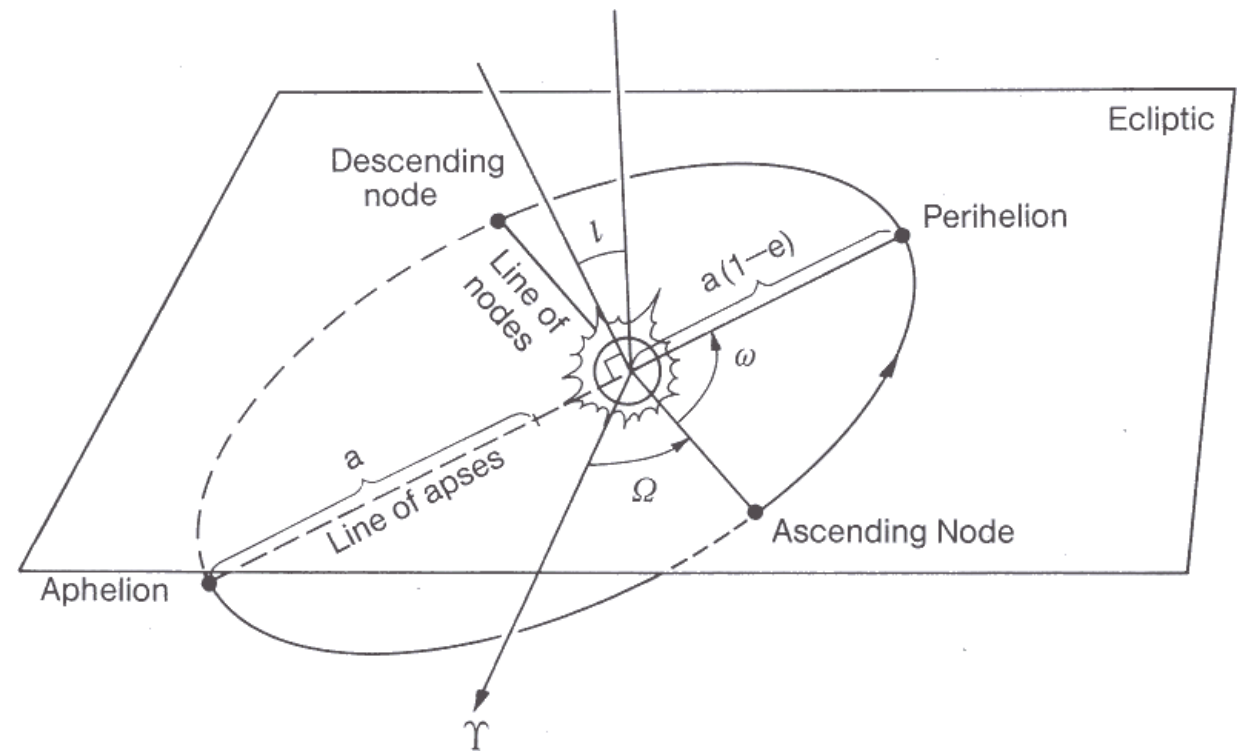 Ecliptic
Descending
node
Perihelion
ι
a(1−e)
Line of
nodes
ω
a
Line of apses
Ω
Ascending Node
Aphelion
♈